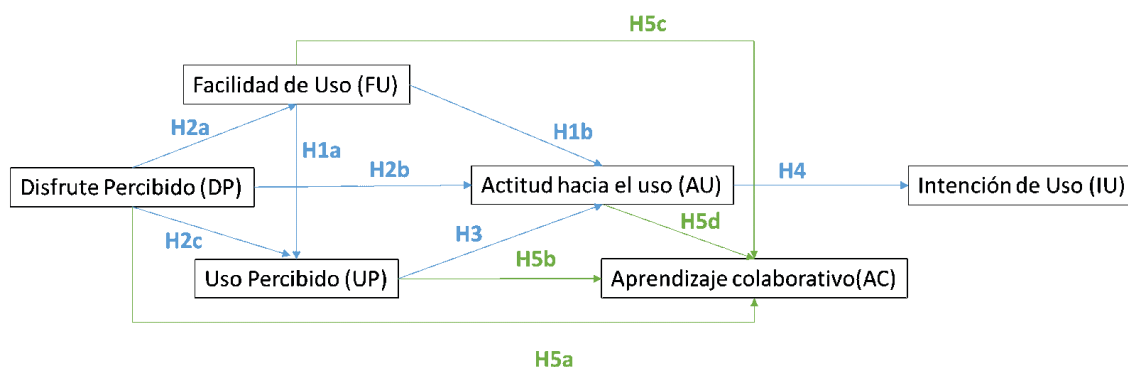 H5c
Facilidad de Uso (FU)
H2a
H1a
H1b
Disfrute Percibido (DP)
H2b
Actitud hacia el uso (AU)
H4
Intención de Uso (IU)
H2c
H3
H5d
Uso Percibido (UP)
H5b
Aprendizaje colaborativo(AC)
H5a